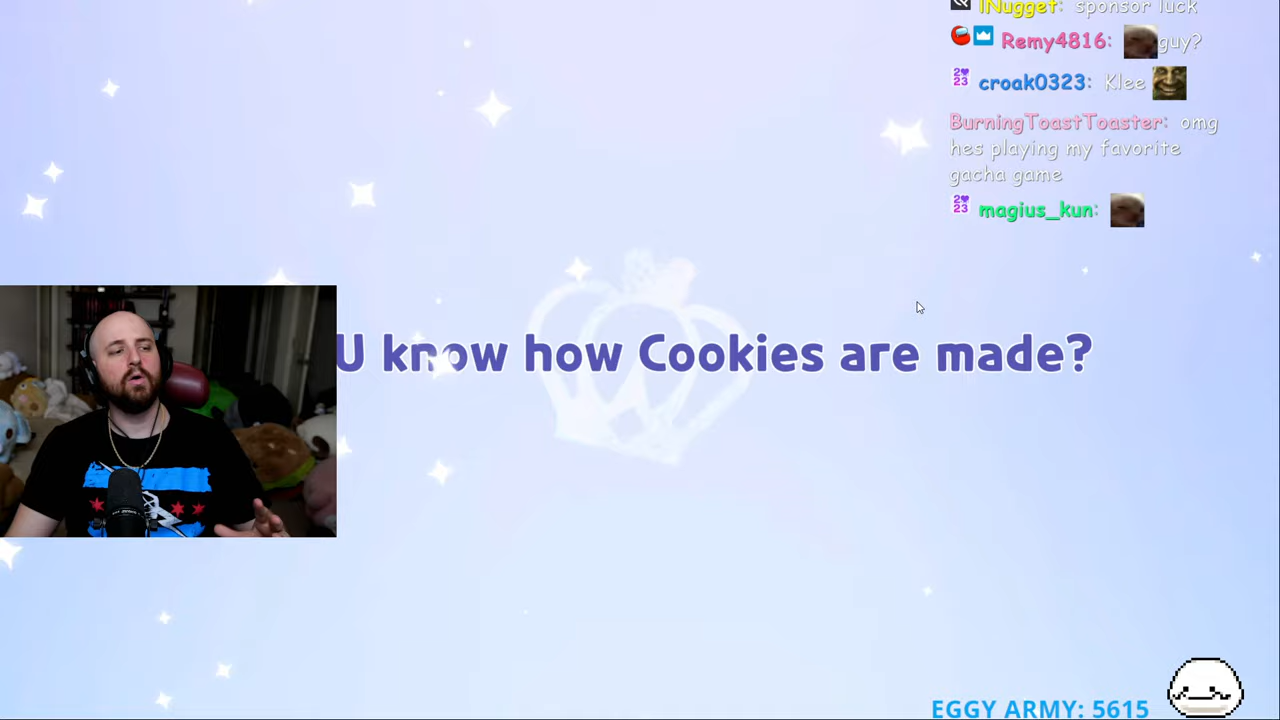 INugget: sponsor luck
Remy4816: guy?
croak0323: Klee
BurningToastToaster: omg
hes playing my favorite
gacha game
magius_kun:
U know how Cookies are made?
EGGY ARMY: 5615